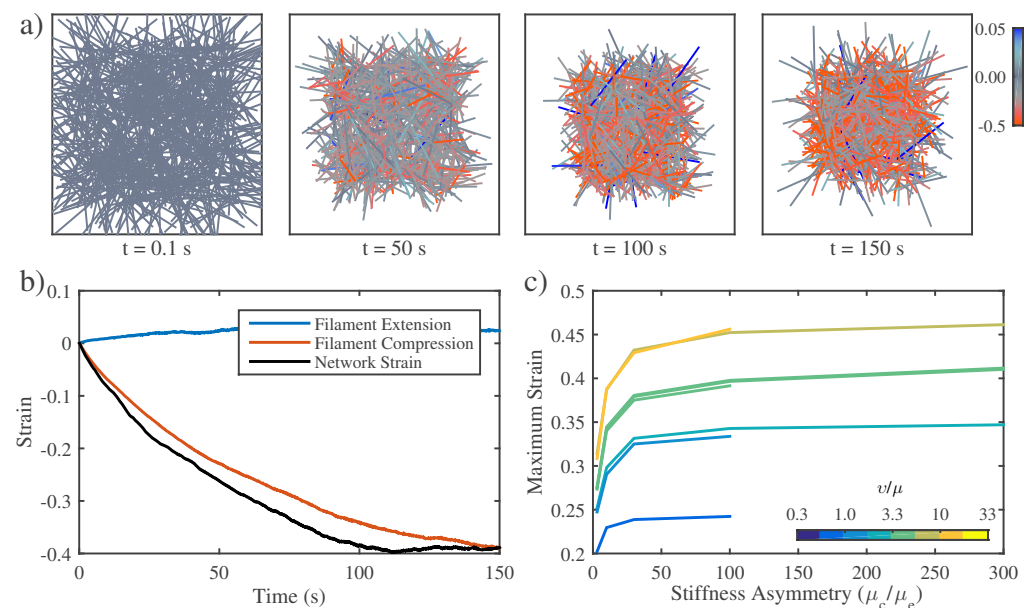 a)
0.05
0.00
-0.5
t = 0.1 s
t = 50 s
t = 100 s
t = 150 s
b)
0.1
0
-0.1
-0.2
-0.3
-0.4
Strain
Filament Extension
Filament Compression
Network Strain
0 50 100 150
Time (s)
c)
0.5
0.45
0.4
0.35
0.3
0.25
0.2
Maximum Strain
υ/μ
0.3 1.0 3.3 10 33
0 50 100 150 200 250 300
Stiffness Asymmetry (μc/μe)